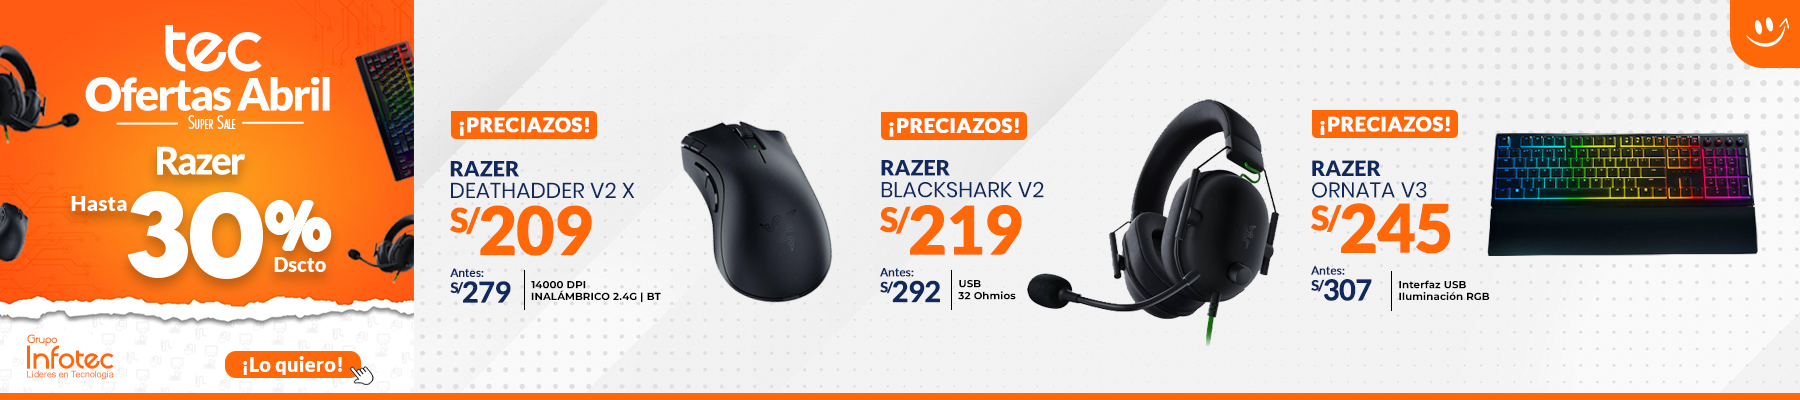 tec
Ofertas Abril
SUPER SALE
Razer
Hasta
30%
Dscto
Grupo
Infotec
Líderes en Tecnología
¡Lo quiero!
¡PRECIAZOS!
RAZER
DEATHADDER V2 X
S/209
Antes:
S/279
14000 DPI
INALÁMBRICO 2.4G | BT
¡PRECIAZOS!
RAZER
BLACKSHARK V2
S/219
Antes:
S/292
USB
32 Ohmios
¡PRECIAZOS!
RAZER
ORNATA V3
S/245
Antes:
S/307
Interfaz USB
Iluminación RGB